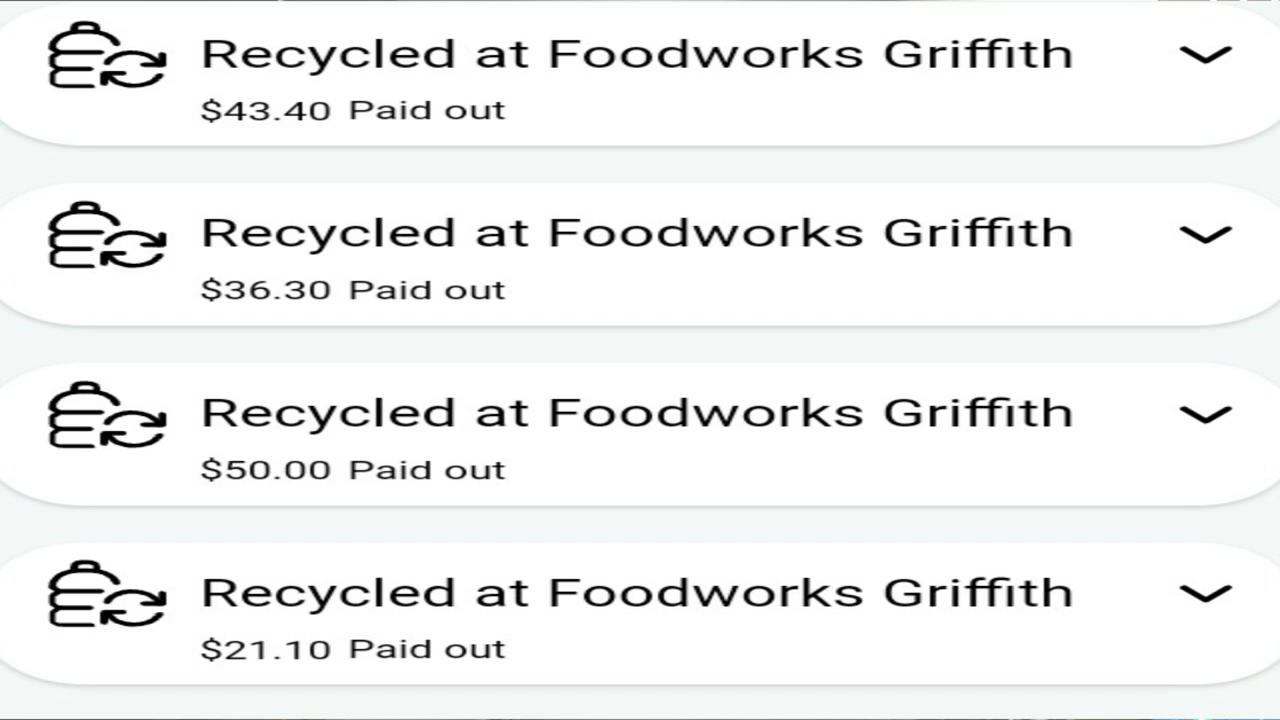 Recycled at Foodworks Griffith
$43.40 Paid out
Recycled at Foodworks Griffith
$36.30 Paid out
Recycled at Foodworks Griffith
$50.00 Paid out
Recycled at Foodworks Griffith
$21.10 Paid out